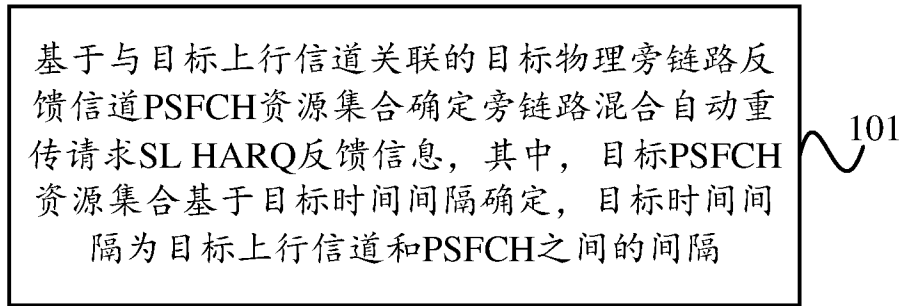 基于与目标上行信道关联的目标物理旁链路反
馈信道PSFCH资源集合确定旁链路混合自动重
传请求SL HARQ反馈信息，其中，目标PSFCH
资源集合基于目标时间间隔确定，目标时间间
隔为目标上行信道和PSFCH之间的间隔
101